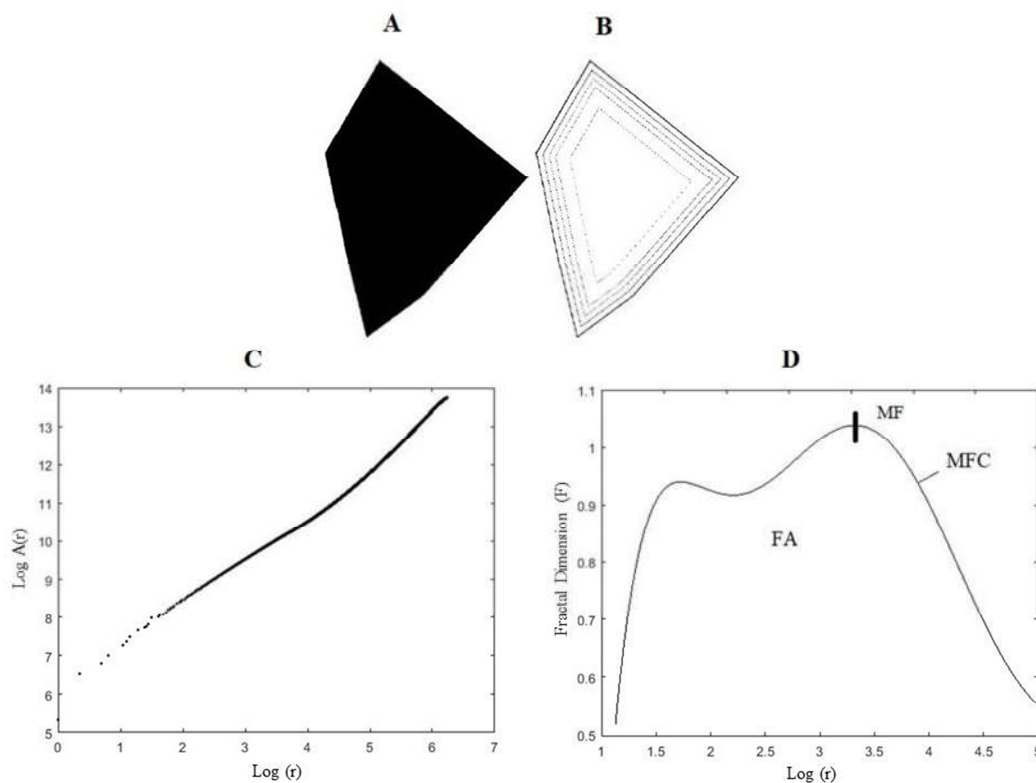 A
B
C
14
13
12
11
10
9
8
7
6
5
Log A(r)
0 1 2 3 4 5 6 7
Log (r)
D
1.1
1
0.9
0.8
0.7
0.6
0.5
Fractal Dimension (F)
MF
MFC
FA
1 1.5 2 2.5 3 3.5 4 4.5 5
Log (r)